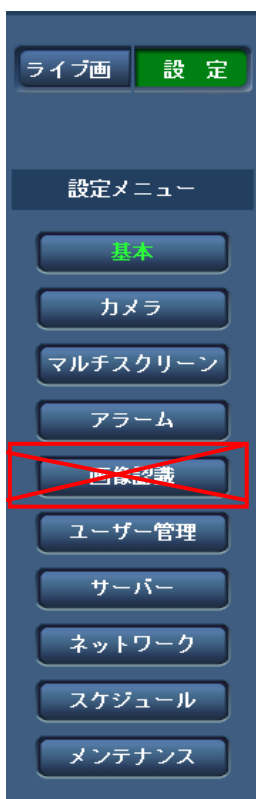 ライブ画
設 定
設定メニュー
基本
カメラ
マルチスクリーン
アラーム
画像認識
ユーザー管理
サーバー
ネットワーク
スケジュール
メンテナンス